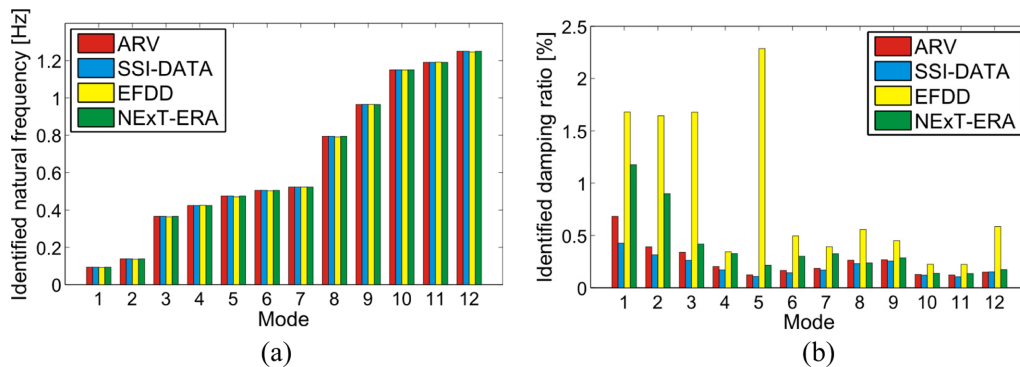 Identified natural frequency [Hz]
1.2
1
0.8
0.6
0.4
0.2
0
ARV
SSI-DATA
EFDD
NExT-ERA
1 2 3 4 5 6 7 8 9 10 11 12
Mode
(a)
Identified damping ratio [%]
2.5
2
1.5
1
0.5
0
ARV
SSI-DATA
EFDD
NExT-ERA
1 2 3 4 5 6 7 8 9 10 11 12
Mode
(b)